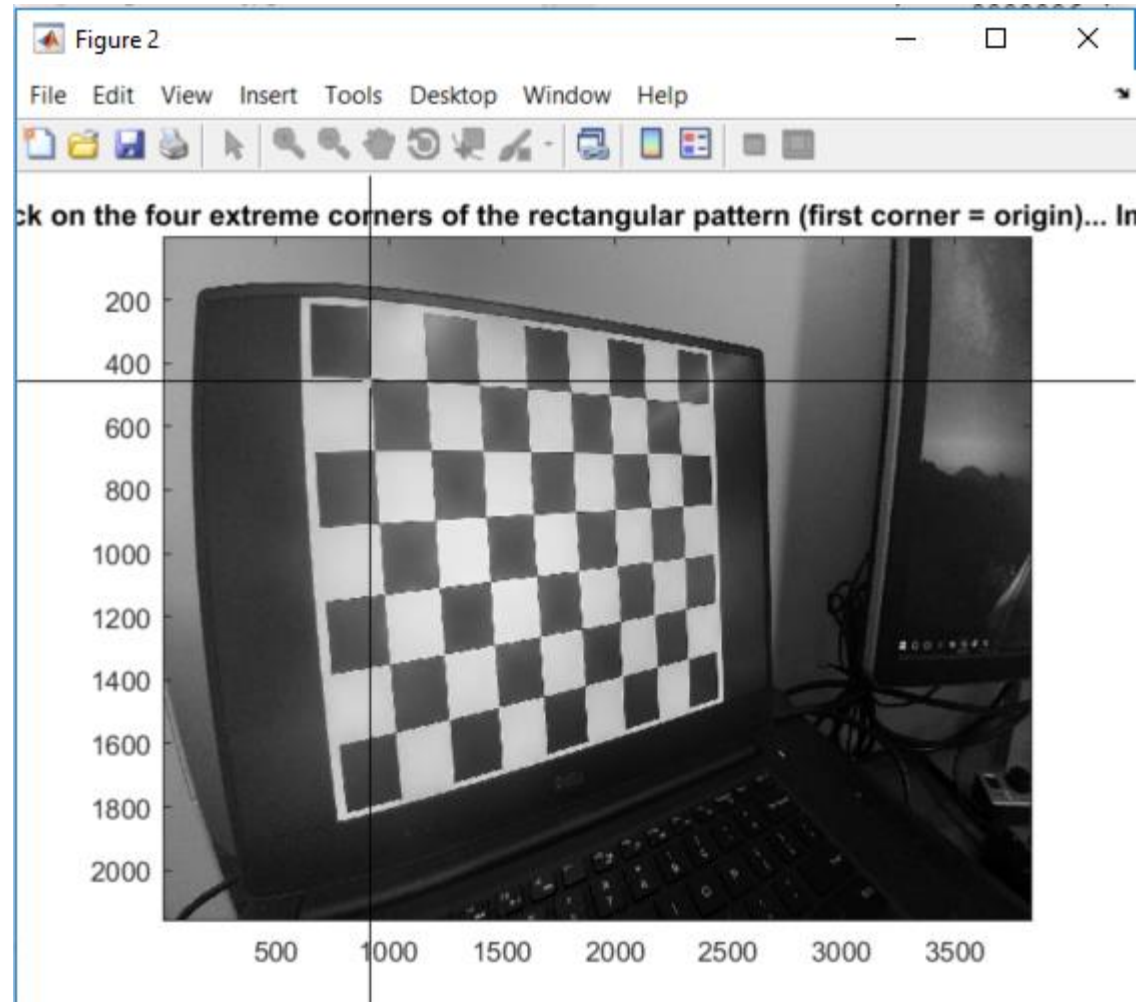 Figure 2
File Edit View Insert Tools Desktop Window Help
ck on the four extreme corners of the rectangular pattern (first corner = origin)... In
200
400
600
800
1000
1200
1400
1600
1800
2000
500 1000 1500 2000 2500 3000 3500